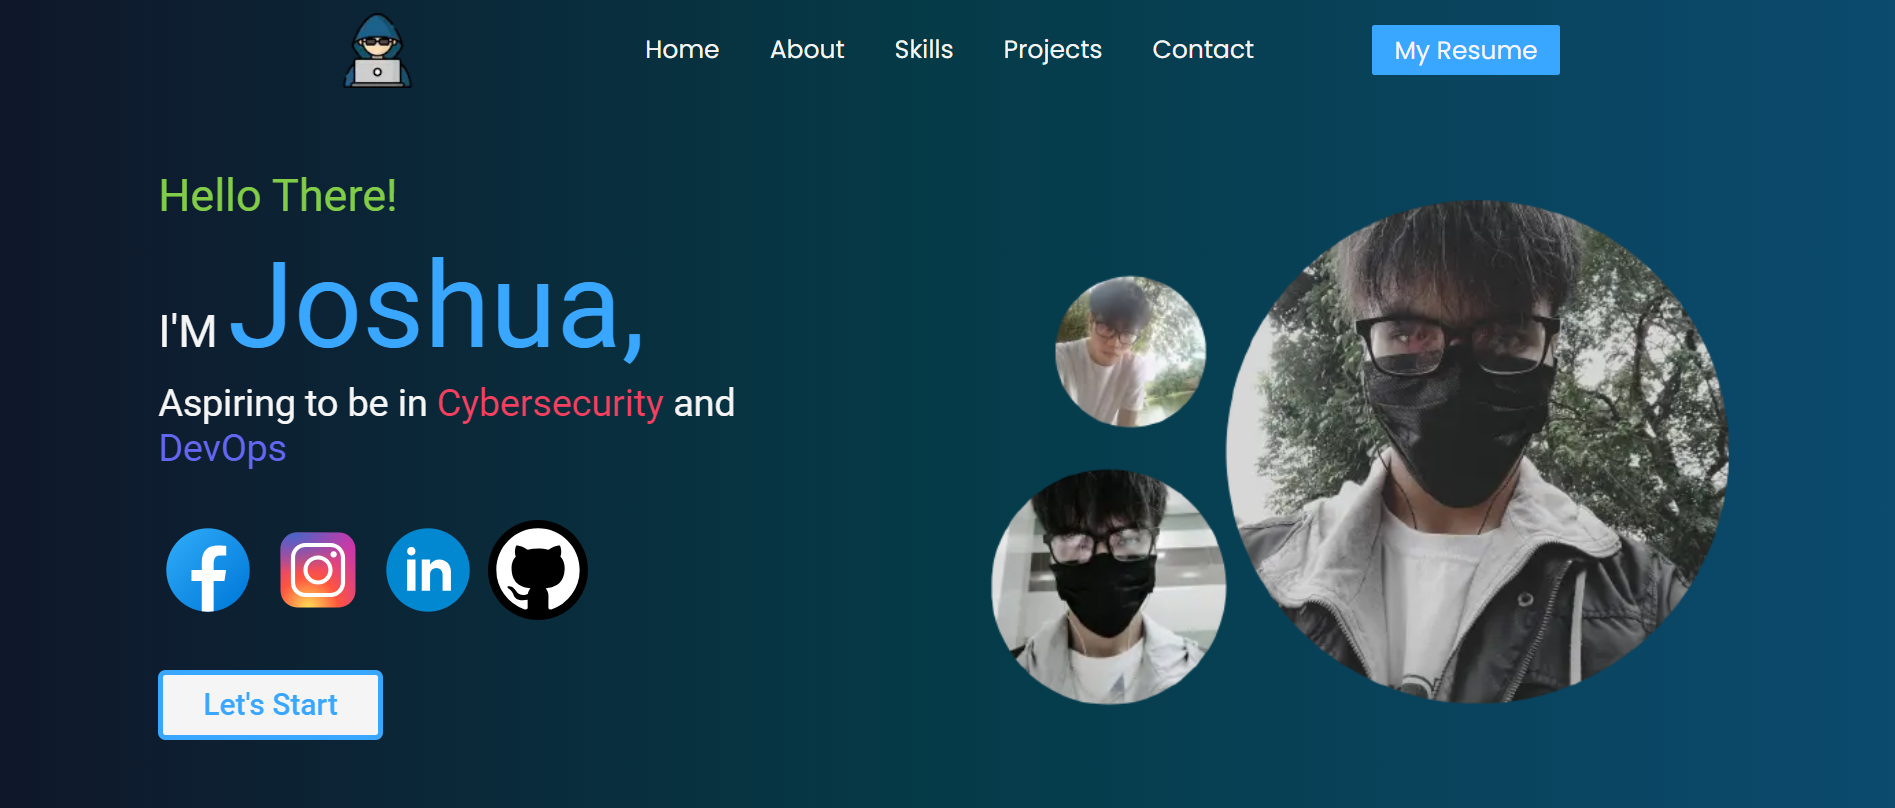 Home About Skills Projects Contact My Resume
Hello There!
I'M Joshua,
Aspiring to be in Cybersecurity and
DevOps
in
Let's Start